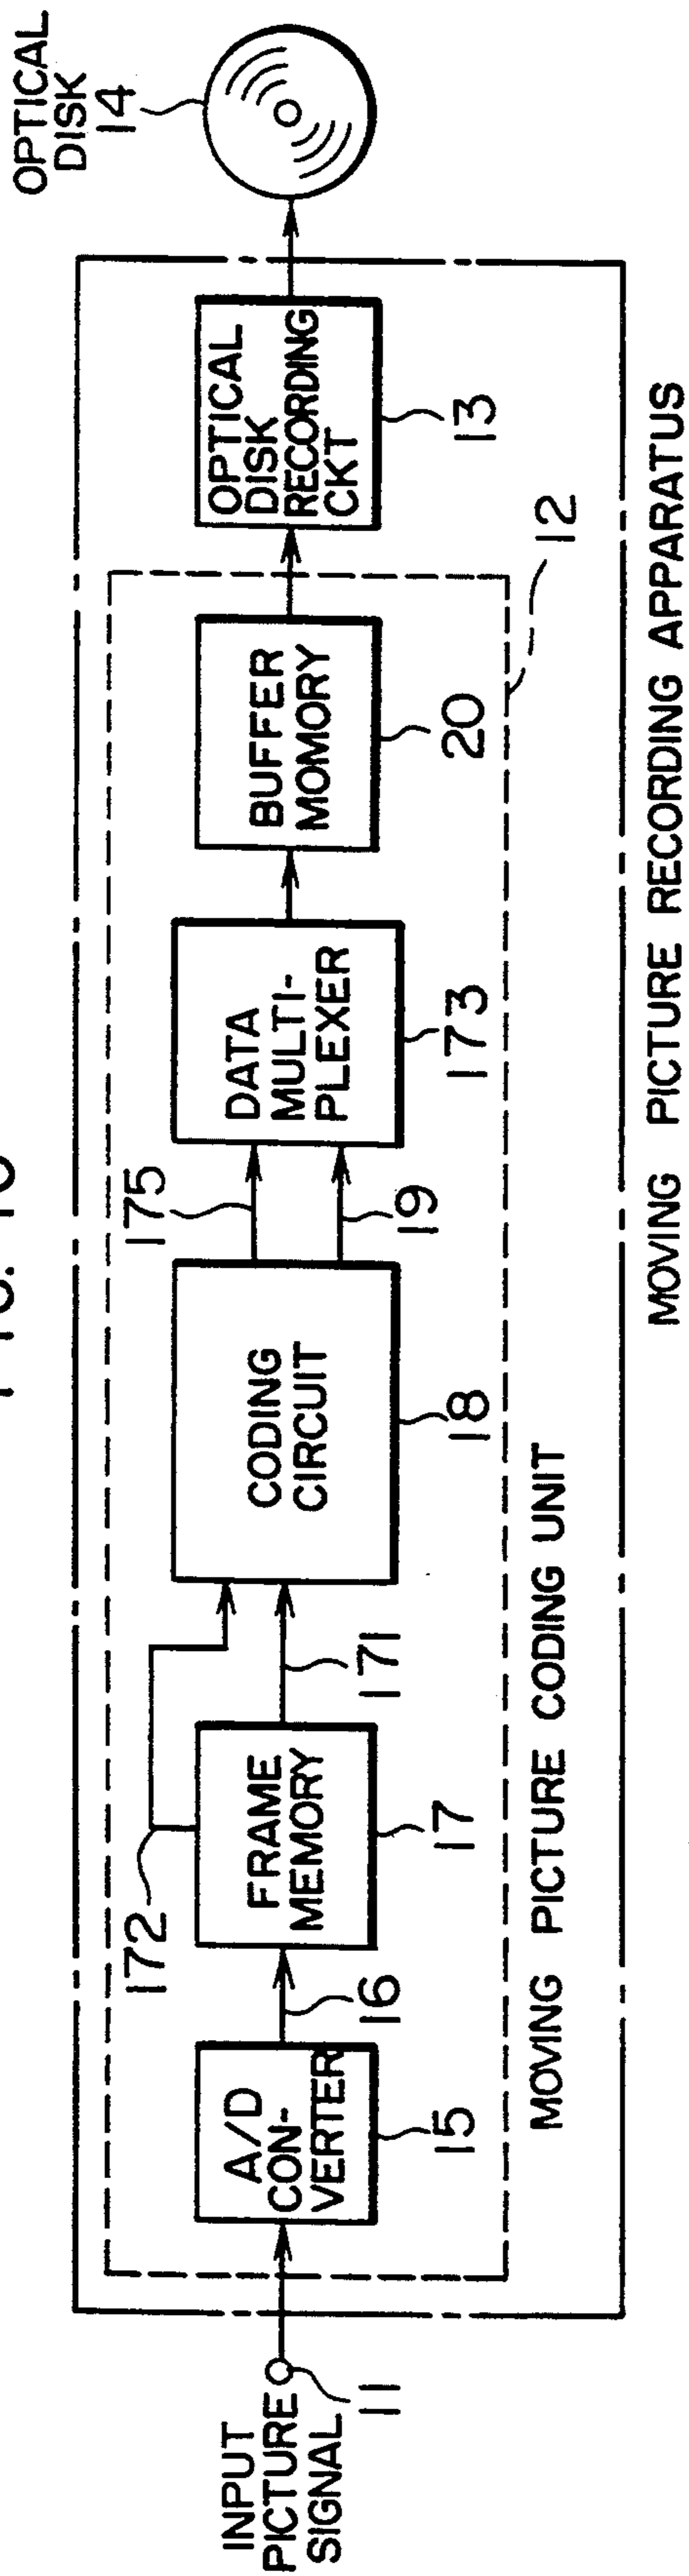 INPUT
PICTURE
SIGNAL
11
A/D
CON-
VERTER
15
16
FRAME
MEMORY
17
172
171
CODING
CIRCUIT
18
175
19
DATA
MULTI-
PLEXER
173
BUFFER
MOMORY
20
12
OPTICAL
DISK
RECORDING
CKT
13
OPTICAL
DISK
14
MOVING PICTURE CODING UNIT
MOVING PICTURE RECORDING APPARATUS